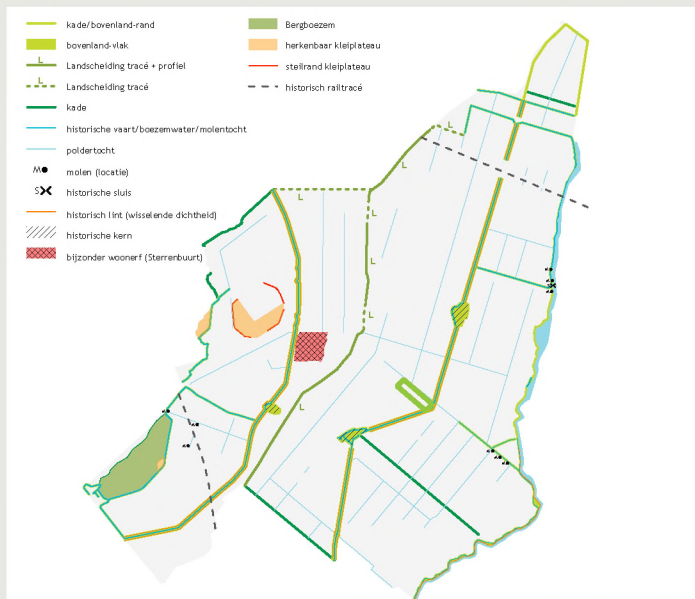 kade/bovenland-rand
bovenland-vlak
L Landscheiding tracé + profiel
L Landscheiding tracé
kade
historische vaart/boezemwater/molentocht
poldertocht
M molen (locatie)
S historische sluis
historisch lint (wisselende dichtheid)
historische kern
bijzonder woonerf (Sterrenbuurt)
Bergboezem
herkenbaar kleiplateau
steilrand kleiplateau
historisch railtracé
L
L
L
L
L
L
L
M
M
S
M
M
M
M
M
M